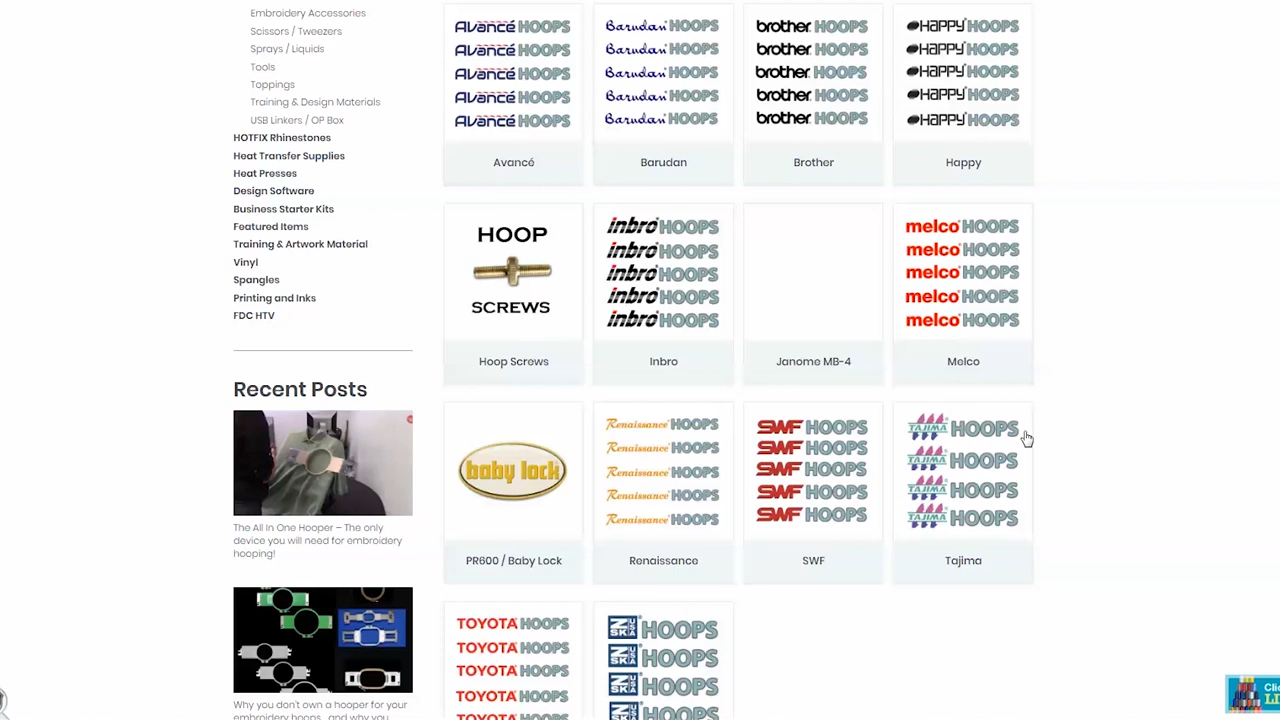 Embroidery Accessories
Scissors / Tweezers
Sprays / Liquids
Tools
Toppings
Training & Design Materials
USB Linkers / OP Box
HOTFIX Rhinestones
Heat Transfer Supplies
Heat Presses
Design Software
Business Starter Kits
Featured Items
Training & Artwork Material
Vinyl
Spangles
Printing and Inks
FDC HTV
Recent Posts
The All In One Hooper – The only
device you will need for embroidery
hooping!
Why you don't own a hooper for your
embroidery hoops, and why you
Avancé HOOPS
Avancé HOOPS
Avancé HOOPS
Avancé HOOPS
Avancé HOOPS
Avancé
Barudan HOOPS
Barudan HOOPS
Barudan HOOPS
Barudan HOOPS
Barudan HOOPS
Barudan
brother HOOPS
brother HOOPS
brother HOOPS
brother HOOPS
brother HOOPS
Brother
HAPPY HOOPS
HAPPY HOOPS
HAPPY HOOPS
HAPPY HOOPS
HAPPY HOOPS
Happy
HOOP
SCREWS
Hoop Screws
inbro HOOPS
inbro HOOPS
inbro HOOPS
inbro HOOPS
inbro HOOPS
Inbro
Janome MB-4
melco HOOPS
melco HOOPS
melco HOOPS
melco HOOPS
melco HOOPS
Melco
baby lock
PR600 / Baby Lock
Renaissance HOOPS
Renaissance HOOPS
Renaissance HOOPS
Renaissance HOOPS
Renaissance HOOPS
Renaissance
SWF HOOPS
SWF HOOPS
SWF HOOPS
SWF HOOPS
SWF HOOPS
SWF
TAJIMA HOOPS
TAJIMA HOOPS
TAJIMA HOOPS
TAJIMA HOOPS
Tajima
TOYOTA HOOPS
TOYOTA HOOPS
TOYOTA HOOPS
TOYOTA HOOPS
TOYOTA HOOPS
ZSK USA HOOPS
ZSK USA HOOPS
ZSK USA HOOPS
ZSK HOOPS